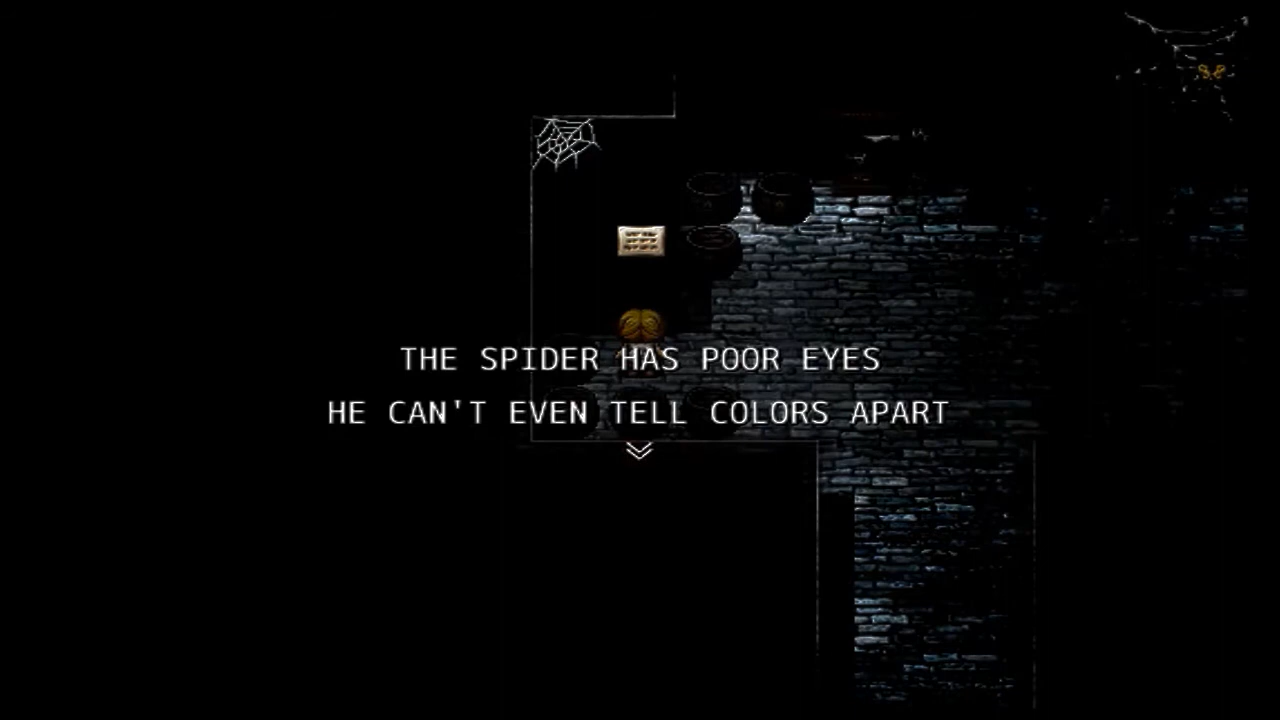 THE SPIDER HAS POOR EYES
HE CAN'T EVEN TELL COLORS APART